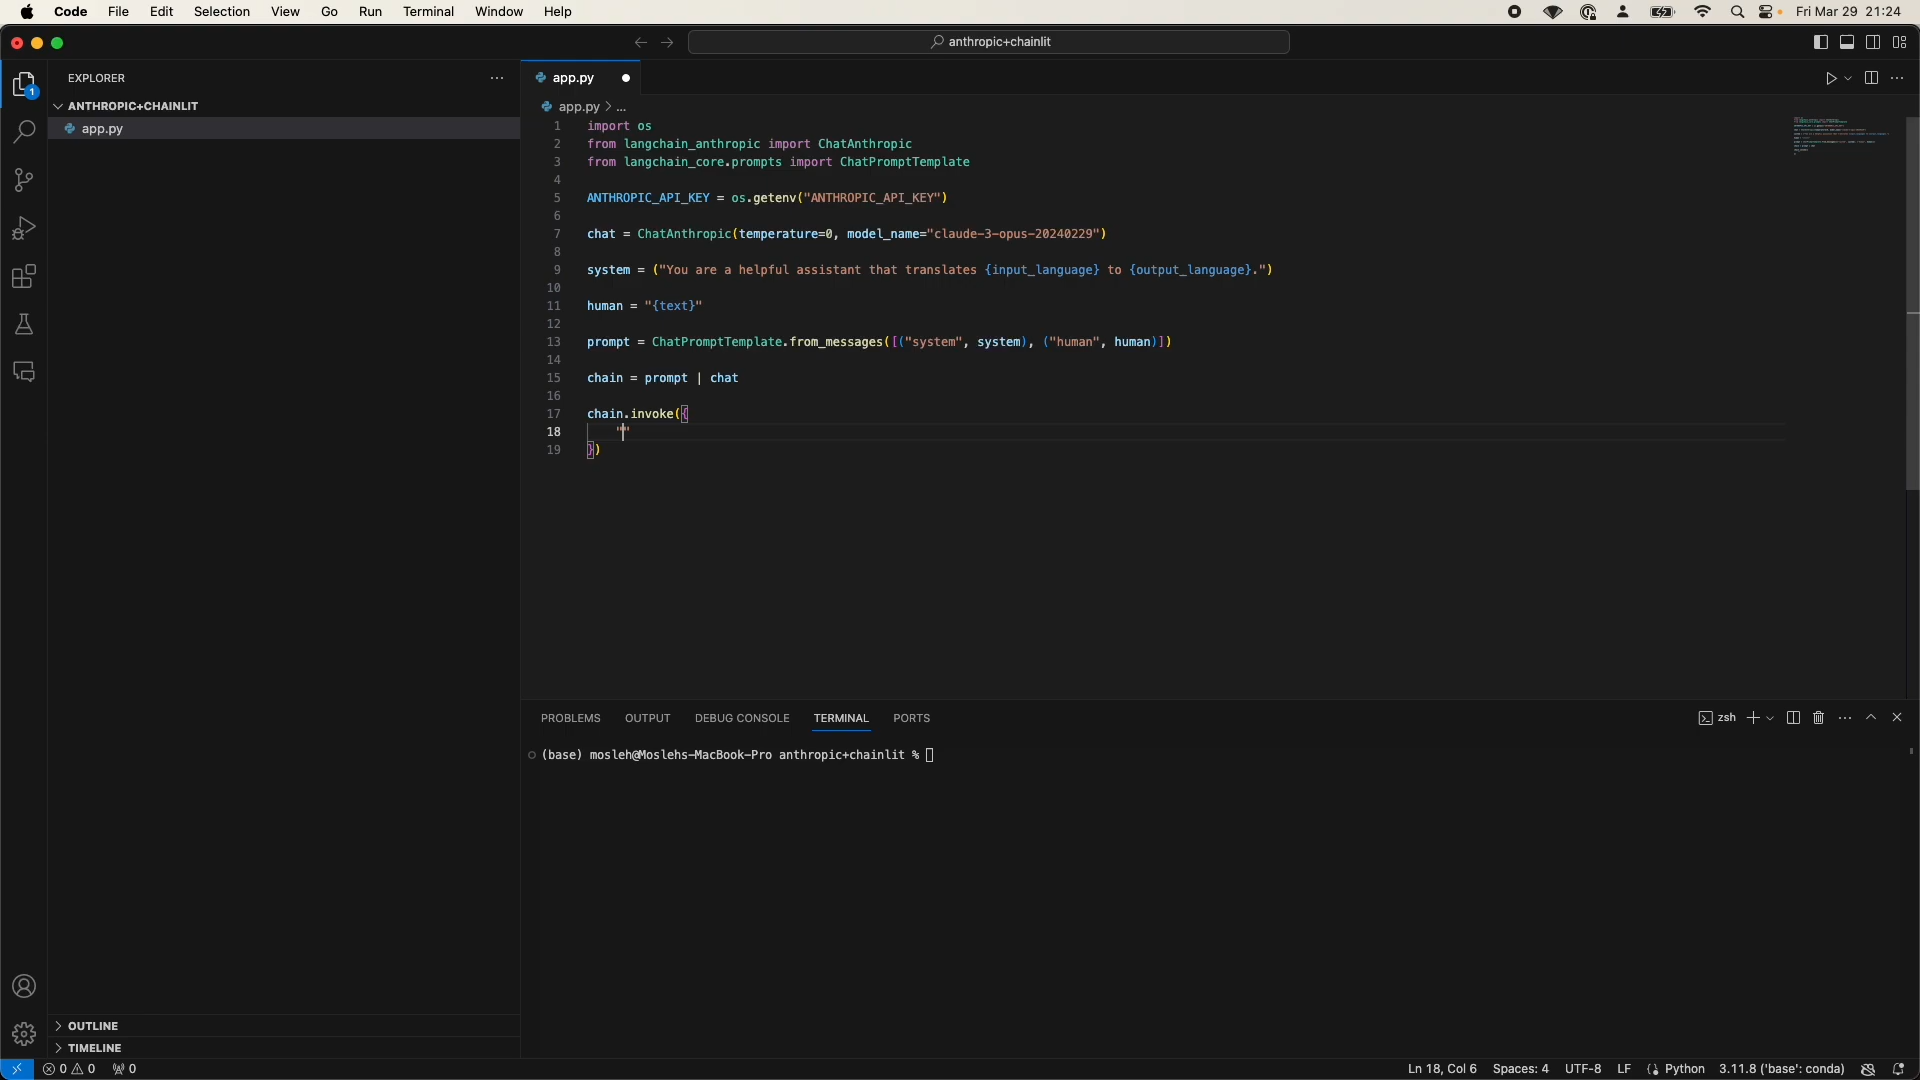 Code File Edit Selection View Go Run Terminal Window Help Fri Mar 29 21:24
anthropic+chainlit
EXPLORER
ANTHROPIC+CHAINLIT
app.py
OUTLINE
TIMELINE
1
app.py
app.py > ...
1 import os
2 from langchain_anthropic import ChatAnthropic
3 from langchain_core.prompts import ChatPromptTemplate
4
5 ANTHROPIC_API_KEY = os.getenv("ANTHROPIC_API_KEY")
6
7 chat = ChatAnthropic(temperature=0, model_name="claude-3-opus-20240229")
8
9 system = ("You are a helpful assistant that translates {input_language} to {output_language}.")
10
11 human = "{text}"
12
13 prompt = ChatPromptTemplate.from_messages([("system", system), ("human", human)])
14
15 chain = prompt | chat
16
17 chain.invoke({
18 ""
19 })
PROBLEMS OUTPUT DEBUG CONSOLE TERMINAL PORTS zsh
(base) mosleh@Moslehs-MacBook-Pro anthropic+chainlit %
0 0 0 Ln 18, Col 6 Spaces: 4 UTF-8 LF Python 3.11.8 ('base': conda)